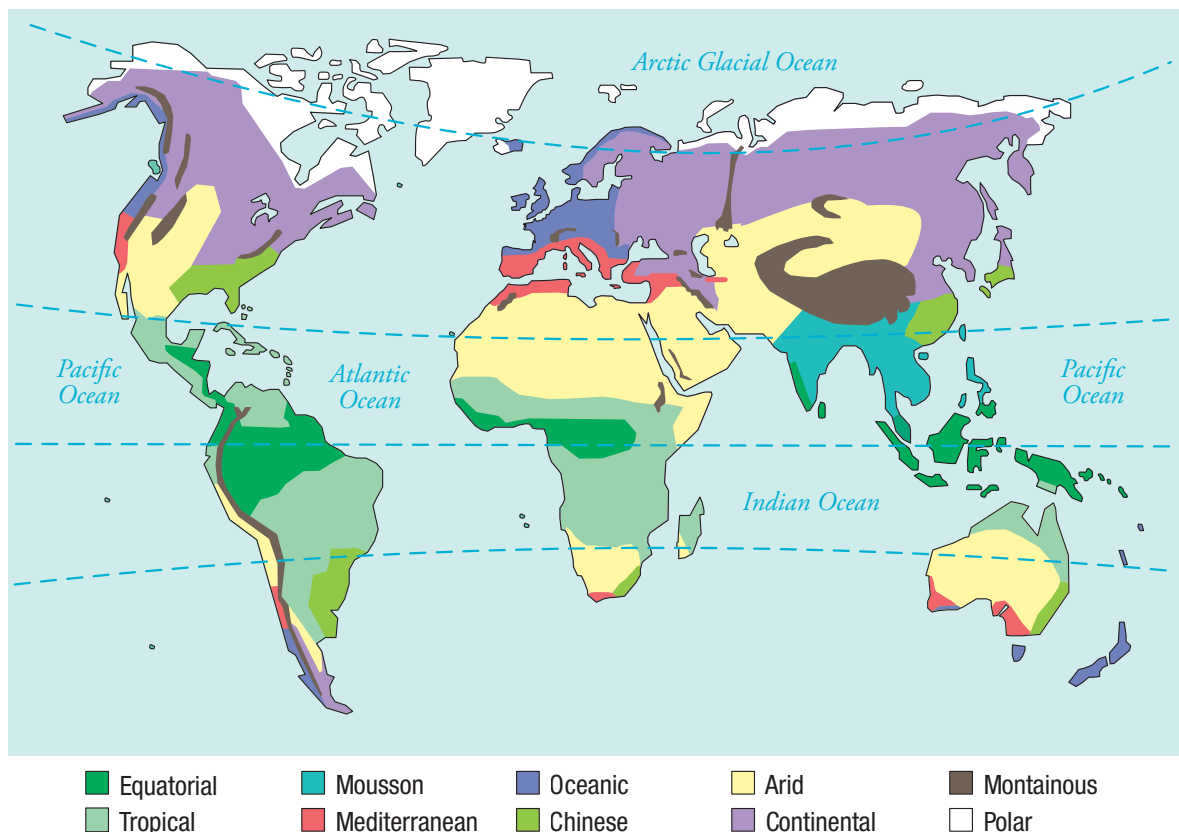 Arctic Glacial Ocean
Pacific
Ocean
Atlantic
Ocean
Pacific
Ocean
Indian Ocean
Equatorial
Mousson
Oceanic
Arid
Montainous
Tropical
Mediterranean
Chinese
Continental
Polar